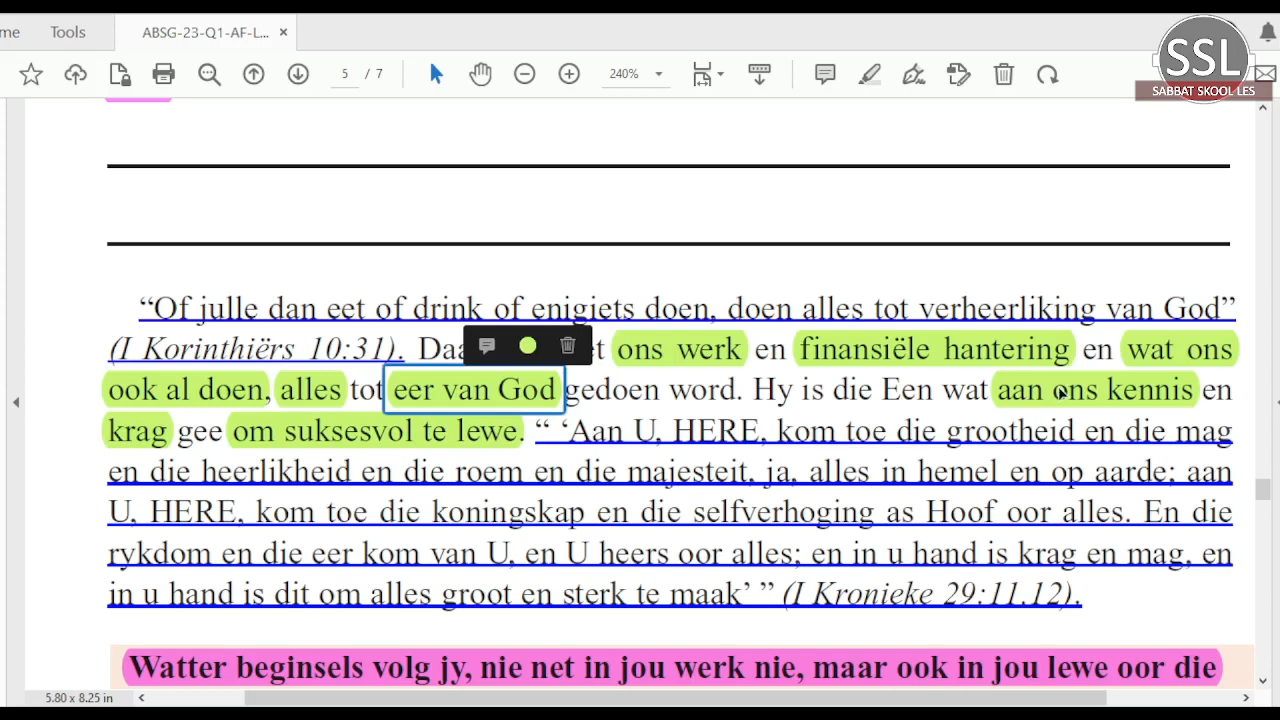 me Tools ABSG-23-Q1-AF-L... ×
SSL
SABBAT SKOOL LES
5 / 7 240%
“Of julle dan eet of drink of enigiets doen, doen alles tot verheerliking van God”
(I Korinthiërs 10:31). ons werk en finansiële hantering en wat ons
ook al doen, alles tot eer van God gedoen word. Hy is die Een wat aan ons kennis en
krag gee om suksesvol te lewe. “ ‘Aan U, HERE, kom toe die grootheid en die mag
en die heerlikheid en die roem en die majesteit, ja, alles in hemel en op aarde; aan
U, HERE, kom toe die koningskap en die selfverhoging as Hoof oor alles. En die
rykdom en die eer kom van U, en U heers oor alles; en in u hand is krag en mag, en
in u hand is dit om alles groot en sterk te maak’ ” (I Kronieke 29:11,12).
Watter beginsels volg jy, nie net in jou werk nie, maar ook in jou lewe oor die
5.80 x 8.25 in